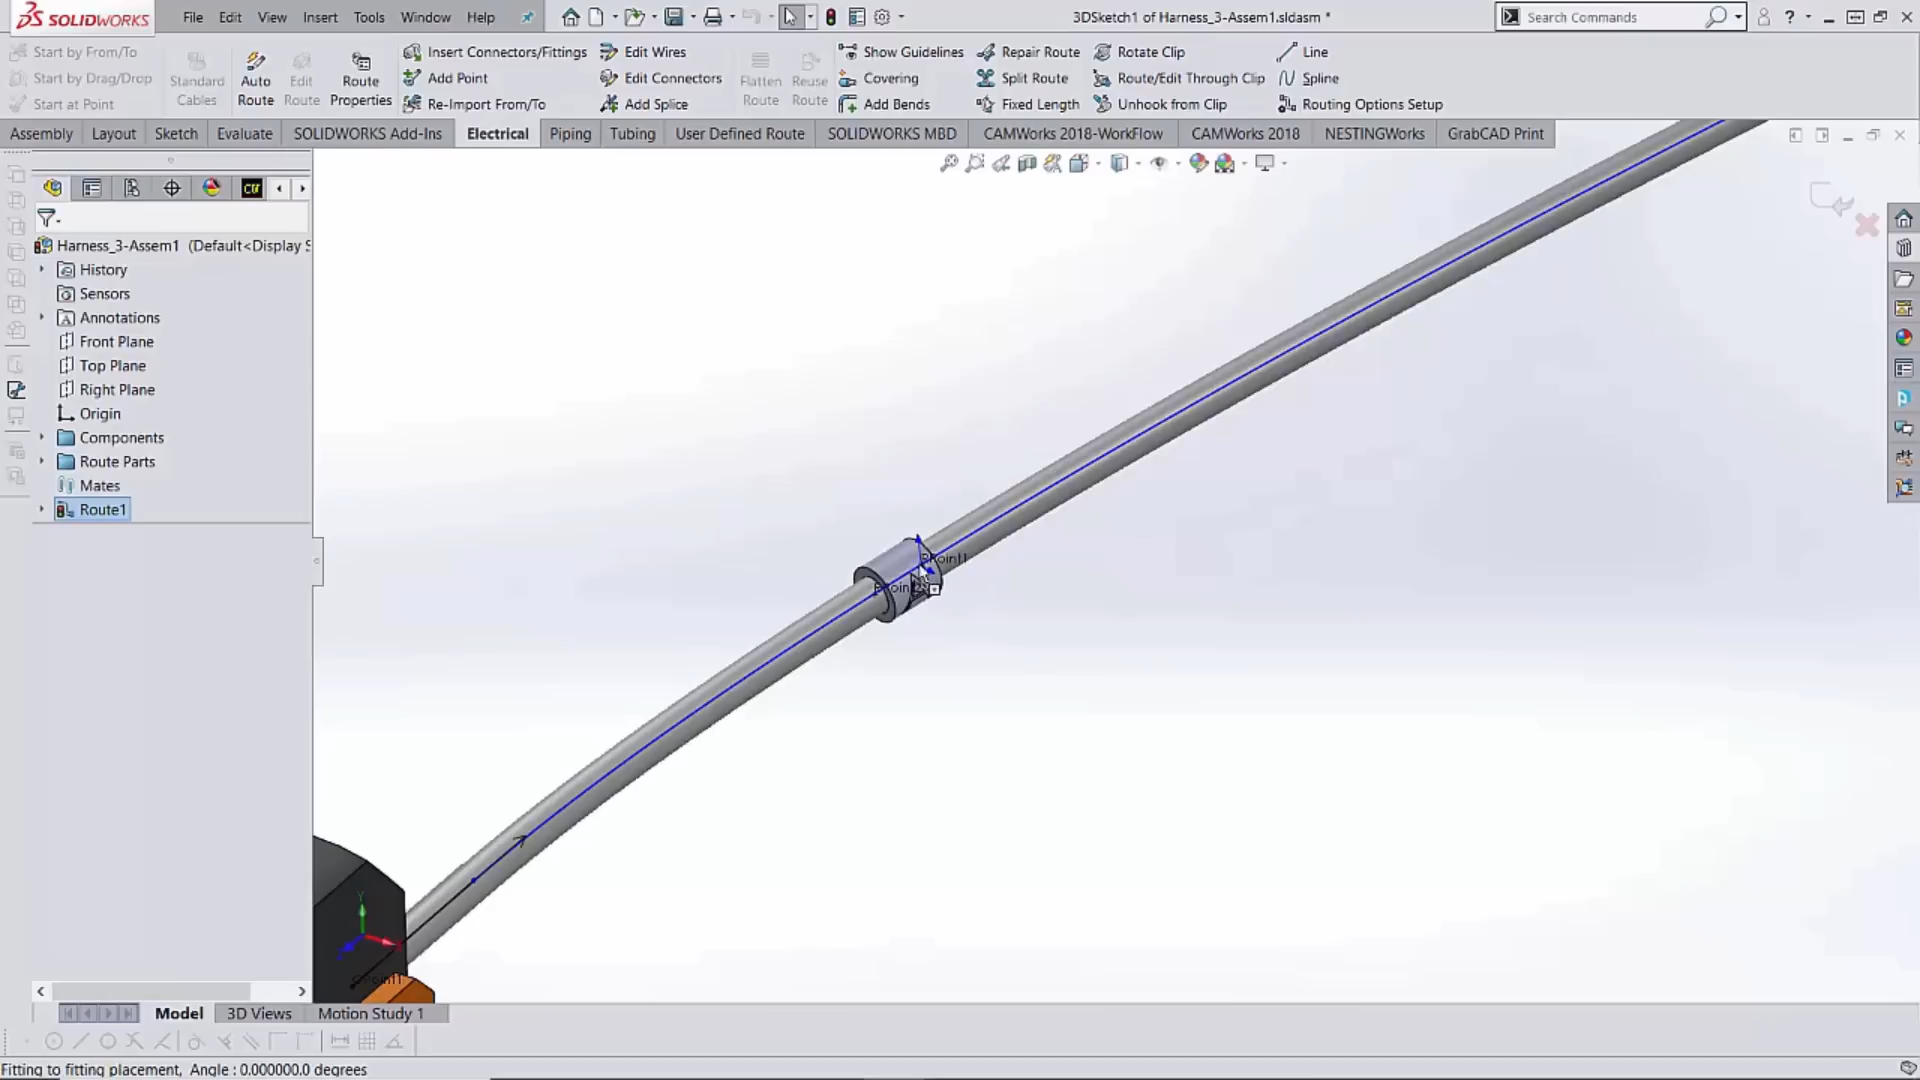 SOLIDWORKS
File Edit View Insert Tools Window Help
3DSketch1 of Harness_3-Assem1.sldasm *
Search Commands
Start by From/To
Start by Drag/Drop
Start at Point
Standard Cables
Auto Route
Edit Route
Route Properties
Insert Connectors/Fittings
Add Point
Re-Import From/To
Edit Wires
Edit Connectors
Add Splice
Flatten Route
Reuse Route
Show Guidelines
Covering
Add Bends
Repair Route
Split Route
Fixed Length
Rotate Clip
Route/Edit Through Clip
Unhook from Clip
Line
Spline
Routing Options Setup
Assembly Layout Sketch Evaluate SOLIDWORKS Add-Ins Electrical Piping Tubing User Defined Route SOLIDWORKS MBD CAMWorks 2018-WorkFlow CAMWorks 2018 NESTINGWorks GrabCAD Print
Harness_3-Assem1 (Default<Display S
History
Sensors
Annotations
Front Plane
Top Plane
Right Plane
Origin
Components
Route Parts
Mates
Route1
Y
Model 3D Views Motion Study 1
Fitting to fitting placement, Angle : 0.000000.0 degrees